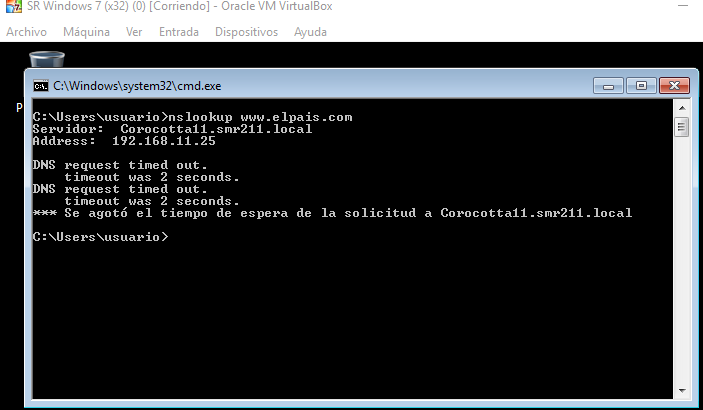 SR Windows 7 (x32) (0) [Corriendo] - Oracle VM VirtualBox
Archivo Máquina Ver Entrada Dispositivos Ayuda
P
C:\Windows\system32\cmd.exe
C:\Users\usuario>nslookup www.elpais.com
Servidor:  Corocotta11.smr211.local
Address:  192.168.11.25
DNS request timed out.
    timeout was 2 seconds.
DNS request timed out.
    timeout was 2 seconds.
*** Se agotó el tiempo de espera de la solicitud a Corocotta11.smr211.local
C:\Users\usuario>